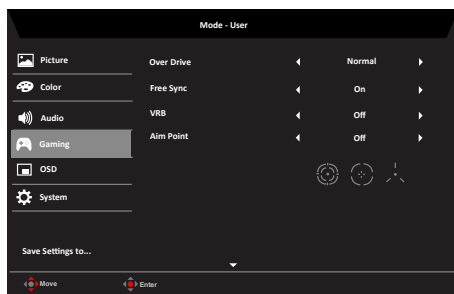 Mode - User
Picture
Over Drive Normal
Color
Free Sync On
Audio
VRB Off
Gaming
Aim Point Off
OSD
System
Save Settings to...
Move Enter